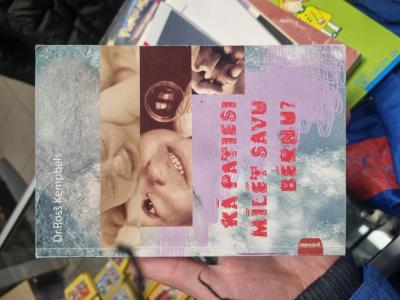 Dr. Ross Kempbels
KĀ PATIESI
MĪLĒT SAVU
BĒRNU?